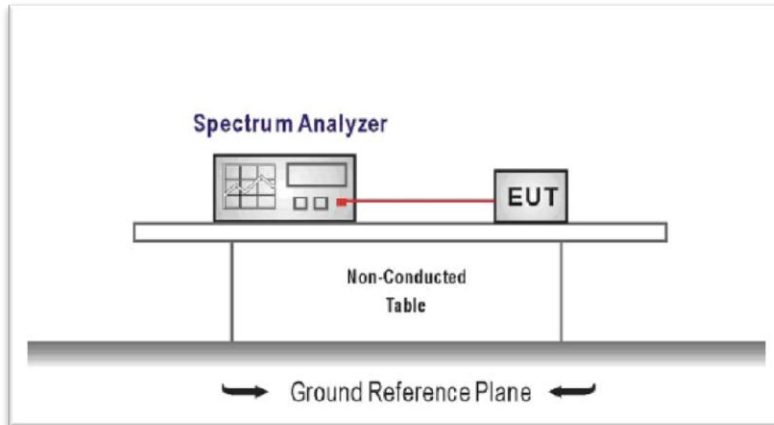 Spectrum Analyzer
EUT
Non-Conducted
Table
Ground Reference Plane